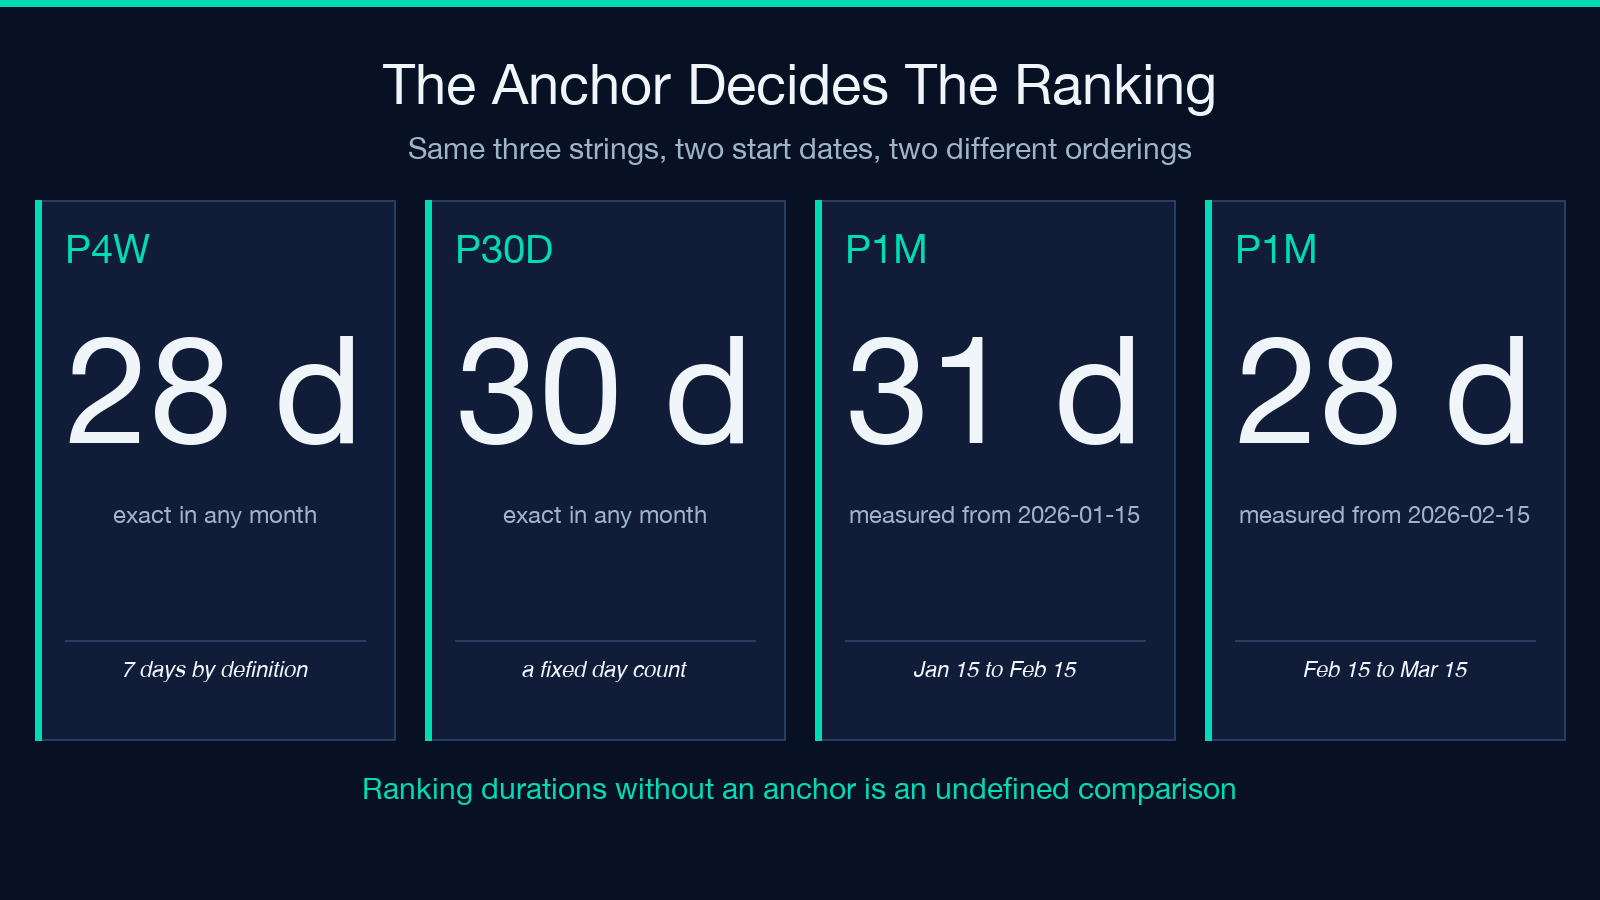 The Anchor Decides The Ranking
Same three strings, two start dates, two different orderings
P4W
28 d
exact in any month
7 days by definition
P30D
30 d
exact in any month
a fixed day count
P1M
31 d
measured from 2026-01-15
Jan 15 to Feb 15
P1M
28 d
measured from 2026-02-15
Feb 15 to Mar 15
Ranking durations without an anchor is an undefined comparison